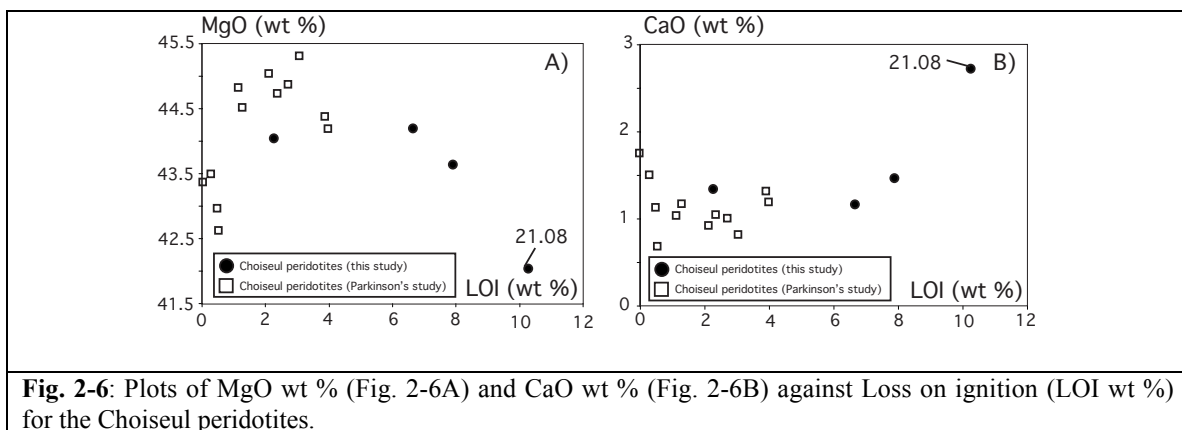 MgO (wt %)
45.5
44.5
43.5
42.5
41.5
A)
21.08
Choiseul peridotites (this study)
Choiseul peridotites (Parkinson's study)
LOI (wt %)
0 2 4 6 8 10 12
CaO (wt %)
3
2
1
0
21.08
B)
Choiseul peridotites (this study)
Choiseul peridotites (Parkinson's study)
LOI (wt %)
0 2 4 6 8 10 12
Fig. 2-6: Plots of MgO wt % (Fig. 2-6A) and CaO wt % (Fig. 2-6B) against Loss on ignition (LOI wt %)
for the Choiseul peridotites.